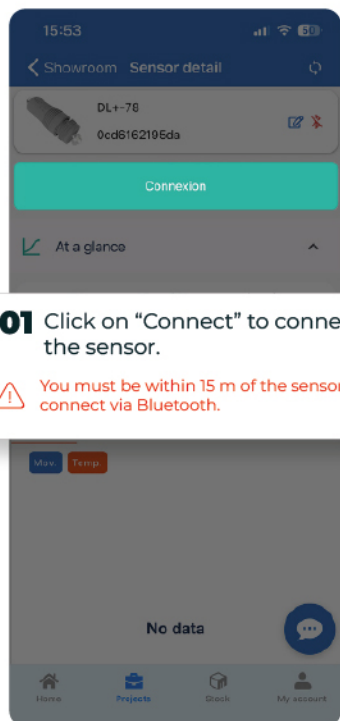 15:53
50
Showroom Sensor detail
DL+-78
0cd6162195da
Connexion
At a glance
01 Click on “Connect” to conne
the sensor.
You must be within 15 m of the sensor
connect via Bluetooth.
Mav. Temp.
No data
Home Projects Stock My account